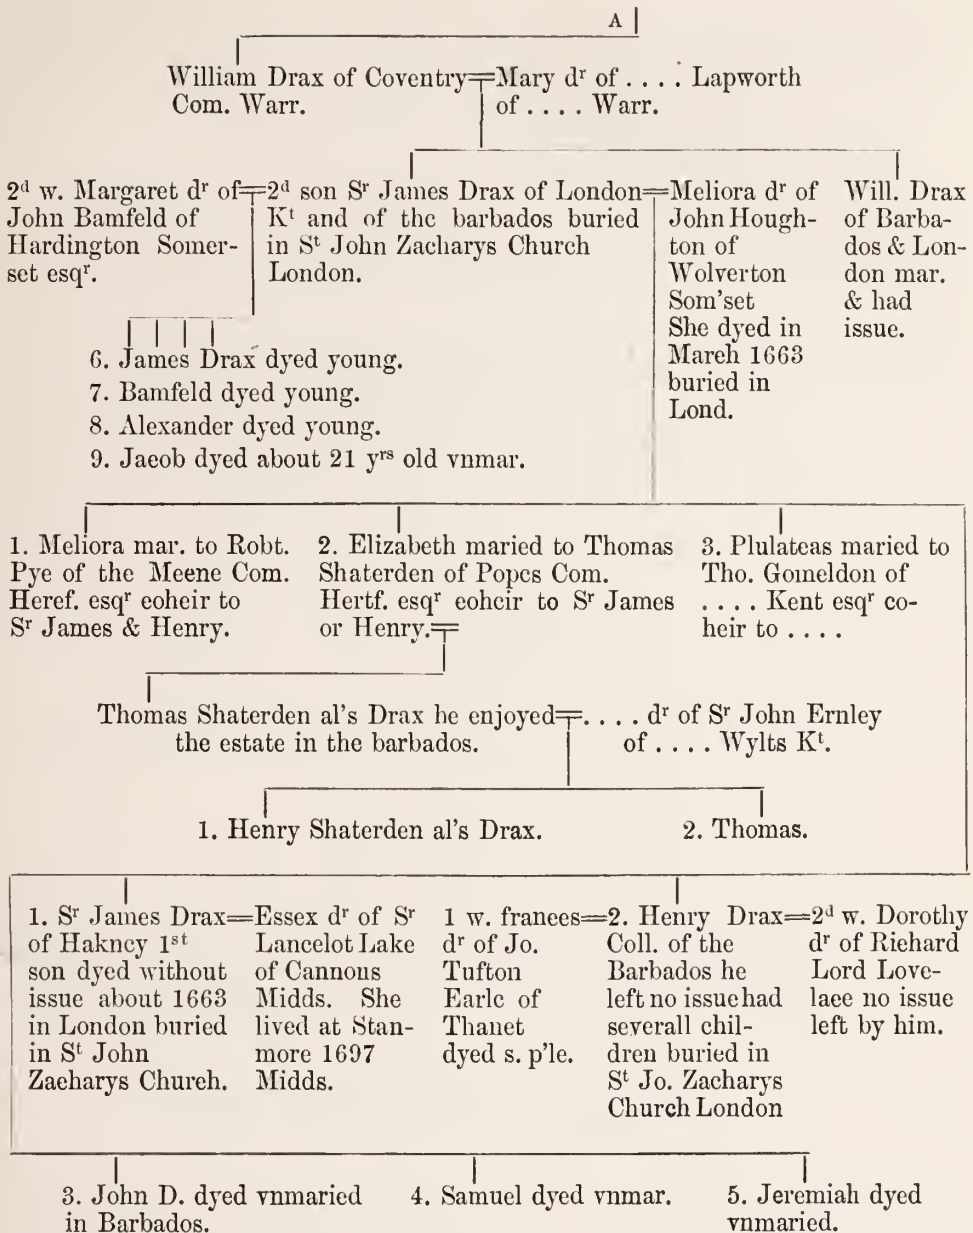 A
William Drax of Coventry=Mary dʳ of . . . . Lapworth
Com. Warr.
of . . . . Warr.
2ᵈ w. Margaret dʳ of=
John Bamfeld of
Hardington Somer-
set esqʳ.
2ᵈ son Sʳ James Drax of London=
Kᵗ and of the barbados buried
in Sᵗ John Zacharys Church
London.
Meliora dʳ of
John Hough-
ton of
Wolverton
Som'set
She dyed in
March 1663
buried in
Lond.
Will. Drax
of Barba-
dos & Lon-
don mar.
& had
issue.
6. James Drax dyed young.
7. Bamfeld dyed young.
8. Alexander dyed young.
9. Jacob dyed about 21 yʳˢ old vnmar.
1. Meliora mar. to Robt.
Pye of the Meene Com.
Heref. esqʳ coheir to
Sʳ James & Henry.
2. Elizabeth maried to Thomas
Shaterden of Popes Com.
Hertf. esqʳ coheir to Sʳ James
or Henry.=
3. Plulateas maried to
Tho. Gomeldon of
. . . . Kent esqʳ co-
heir to . . . .
Thomas Shaterden al's Drax he enjoyed=. . . . dʳ of Sʳ John Ernley
the estate in the barbados.
of . . . . Wylts Kᵗ.
1. Henry Shaterden al's Drax.
2. Thomas.
1. Sʳ James Drax=
of Hakney 1ˢᵗ
son dyed without
issue about 1663
in London buried
in Sᵗ John
Zacharys Church.
Essex dʳ of Sʳ
Lancelot Lake
of Cannous
Midds. She
lived at Stan-
more 1697
Midds.
1 w. frances=
dʳ of Jo.
Tufton
Earle of
Thanet
dyed s. p'le.
2. Henry Drax=
Coll. of the
Barbados he
left no issue had
severall chil-
dren buried in
Sᵗ Jo. Zacharys
Church London
2ᵈ w. Dorothy
dʳ of Richard
Lord Love-
lace no issue
left by him.
3. John D. dyed vnmaried
in Barbados.
4. Samuel dyed vnmar.
5. Jeremiah dyed
vnmaried.